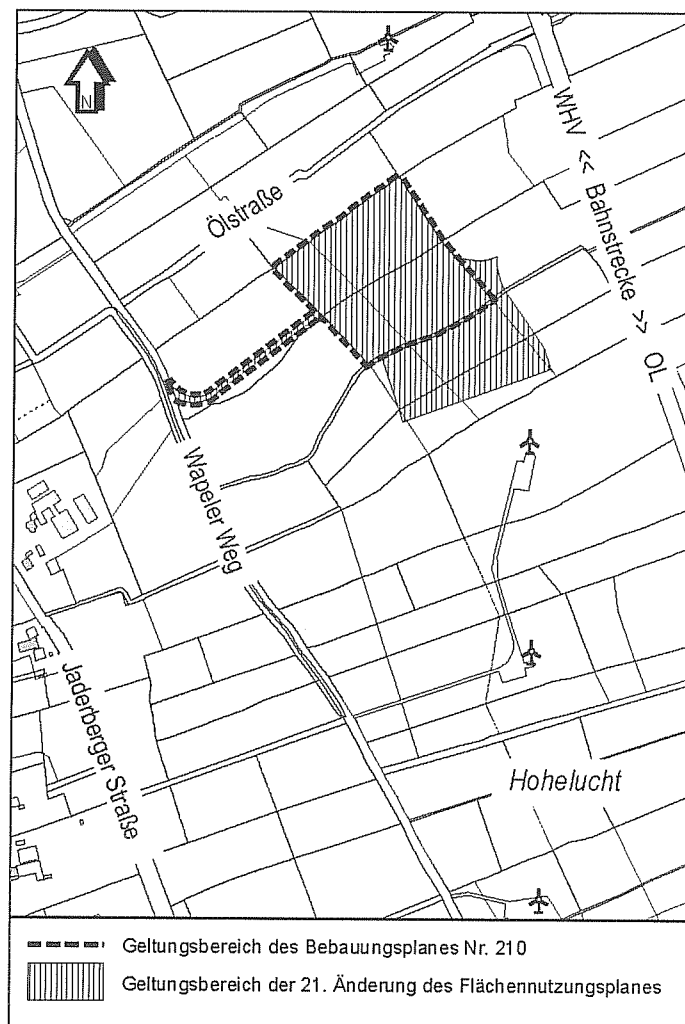 N
Ölstraße
WHV << Bahnstrecke >> OL
Wapeler Weg
Jaderberger Straße
Hohelucht
Geltungsbereich des Bebauungsplanes Nr. 210
Geltungsbereich der 21. Änderung des Flächennutzungsplanes